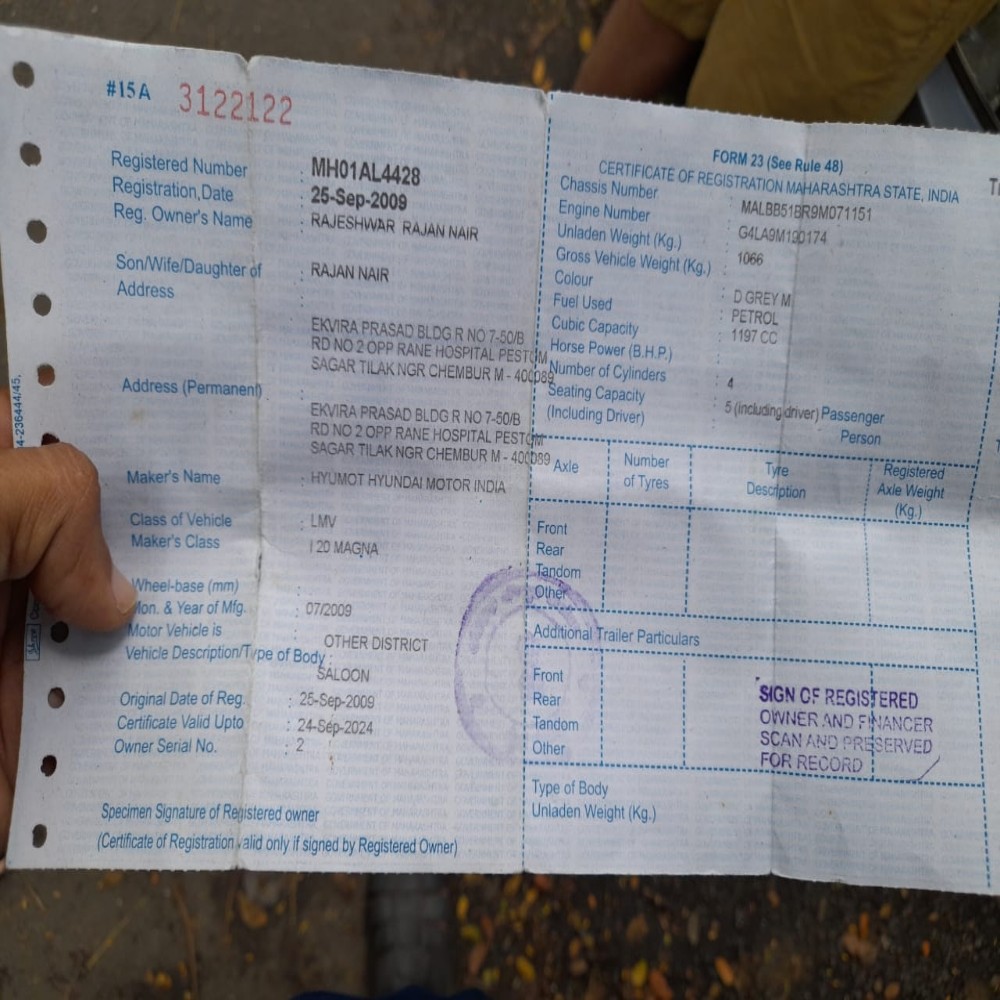 #15A 3122122
Registered Number : MH01AL4428
Registration,Date : 25-Sep-2009
Reg. Owner's Name : RAJESHWAR RAJAN NAIR
Son/Wife/Daughter of : RAJAN NAIR
Address :
EKVIRA PRASAD BLDG R NO 7-50/B
RD NO 2 OPP RANE HOSPITAL PESTOM
SAGAR TILAK NGR CHEMBUR M - 400089
Address (Permanent) :
EKVIRA PRASAD BLDG R NO 7-50/B
RD NO 2 OPP RANE HOSPITAL PESTOM
SAGAR TILAK NGR CHEMBUR M - 400089
Maker's Name : HYUMOT HYUNDAI MOTOR INDIA
Class of Vehicle : LMV
Maker's Class : I 20 MAGNA
Wheel-base (mm)
Mon. & Year of Mfg. : 07/2009
Motor Vehicle is : OTHER DISTRICT
Vehicle Description/Type of Body : SALOON
Original Date of Reg. : 25-Sep-2009
Certificate Valid Upto : 24-Sep-2024
Owner Serial No. : 2
Specimen Signature of Registered owner
(Certificate of Registration valid only if signed by Registered Owner)
FORM 23 (See Rule 48)
CERTIFICATE OF REGISTRATION MAHARASHTRA STATE, INDIA
Chassis Number : MALBB51BR9M071151
Engine Number : G4LA9M190174
Unladen Weight (Kg.) : 1066
Gross Vehicle Weight (Kg.) :
Colour : D GREY M
Fuel Used : PETROL
Cubic Capacity : 1197 CC
Horse Power (B.H.P.) :
Number of Cylinders : 4
Seating Capacity : 5 (including driver) Passenger
(Including Driver) Person
Axle Number of Tyres Tyre Description Registered Axle Weight (Kg.)
Front
Rear
Tandom
Other
Additional Trailer Particulars
Front
Rear
Tandom
Other
SIGN OF REGISTERED
OWNER AND FINANCER
SCAN AND PRESERVED
FOR RECORD
Type of Body
Unladen Weight (Kg.)